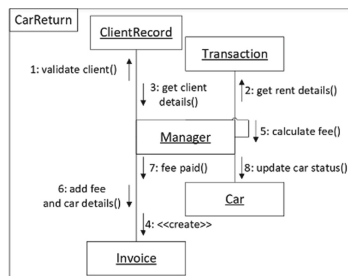 CarReturn
ClientRecord
Transaction
1: validate client()
3: get client
details()
2: get rent details()
Manager
5: calculate fee()
7: fee paid()
8: update car status()
6: add fee
and car details()
Car
4: <<create>>
Invoice